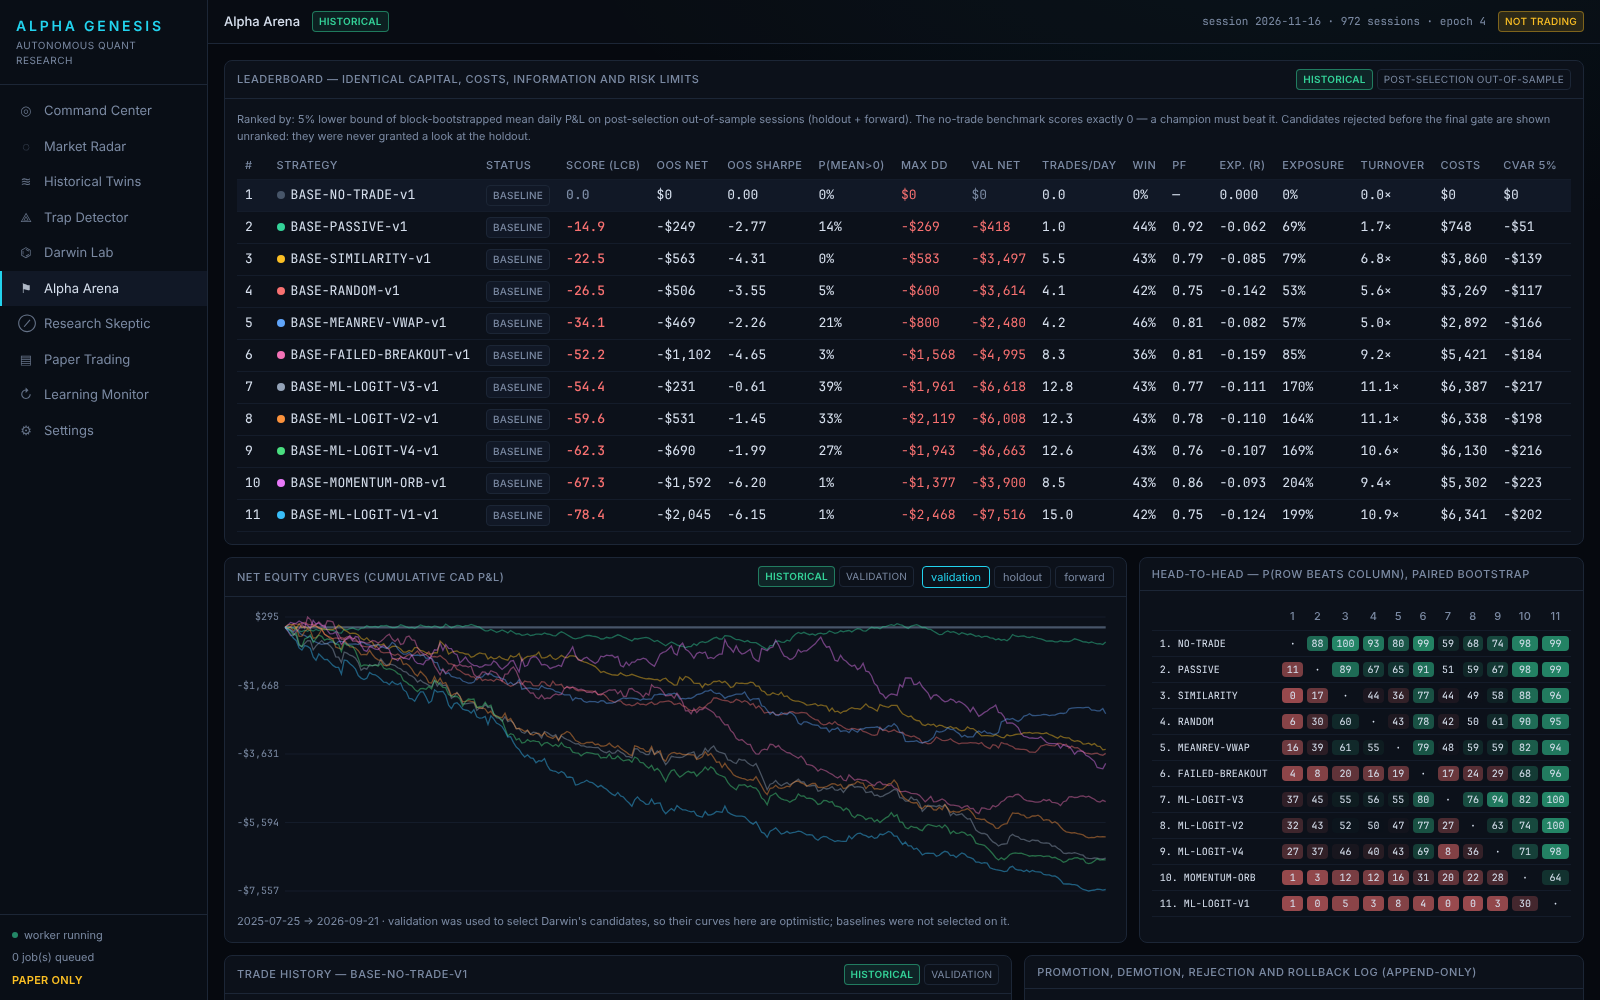 ALPHA GENESIS
AUTONOMOUS QUANT
RESEARCH
Command Center
Market Radar
Historical Twins
Trap Detector
Darwin Lab
Alpha Arena
Research Skeptic
Paper Trading
Learning Monitor
Settings
worker running
0 job(s) queued
PAPER ONLY
Alpha Arena HISTORICAL session 2026-11-16 · 972 sessions · epoch 4 NOT TRADING
LEADERBOARD — IDENTICAL CAPITAL, COSTS, INFORMATION AND RISK LIMITS HISTORICAL POST-SELECTION OUT-OF-SAMPLE
Ranked by: 5% lower bound of block-bootstrapped mean daily P&L on post-selection out-of-sample sessions (holdout + forward). The no-trade benchmark scores exactly 0 — a champion must beat it. Candidates rejected before the final gate are shown
unranked: they were never granted a look at the holdout.
# STRATEGY STATUS SCORE (LCB) OOS NET OOS SHARPE P(MEAN>0) MAX DD VAL NET TRADES/DAY WIN PF EXP. (R) EXPOSURE TURNOVER COSTS CVAR 5%
1 BASE-NO-TRADE-v1 BASELINE 0.0 $0 0.00 0% $0 $0 0.0 0% — 0.000 0% 0.0× $0 $0
2 BASE-PASSIVE-v1 BASELINE -14.9 -$249 -2.77 14% -$269 -$418 1.0 44% 0.92 -0.062 69% 1.7× $748 -$51
3 BASE-SIMILARITY-v1 BASELINE -22.5 -$563 -4.31 0% -$583 -$3,497 5.5 43% 0.79 -0.085 79% 6.8× $3,860 -$139
4 BASE-RANDOM-v1 BASELINE -26.5 -$506 -3.55 5% -$600 -$3,614 4.1 42% 0.75 -0.142 53% 5.6× $3,269 -$117
5 BASE-MEANREV-VWAP-v1 BASELINE -34.1 -$469 -2.26 21% -$800 -$2,480 4.2 46% 0.81 -0.082 57% 5.0× $2,892 -$166
6 BASE-FAILED-BREAKOUT-v1 BASELINE -52.2 -$1,102 -4.65 3% -$1,568 -$4,995 8.3 36% 0.81 -0.159 85% 9.2× $5,421 -$184
7 BASE-ML-LOGIT-V3-v1 BASELINE -54.4 -$231 -0.61 39% -$1,961 -$6,618 12.8 43% 0.77 -0.111 170% 11.1× $6,387 -$217
8 BASE-ML-LOGIT-V2-v1 BASELINE -59.6 -$531 -1.45 33% -$2,119 -$6,008 12.3 43% 0.78 -0.110 164% 11.1× $6,338 -$198
9 BASE-ML-LOGIT-V4-v1 BASELINE -62.3 -$690 -1.99 27% -$1,943 -$6,663 12.6 43% 0.76 -0.107 169% 10.6× $6,130 -$216
10 BASE-MOMENTUM-ORB-v1 BASELINE -67.3 -$1,592 -6.20 1% -$1,377 -$3,900 8.5 43% 0.86 -0.093 204% 9.4× $5,302 -$223
11 BASE-ML-LOGIT-V1-v1 BASELINE -78.4 -$2,045 -6.15 1% -$2,468 -$7,516 15.0 42% 0.75 -0.124 199% 10.9× $6,341 -$202
NET EQUITY CURVES (CUMULATIVE CAD P&L) HISTORICAL VALIDATION validation holdout forward
$295
-$1,668
-$3,631
-$5,594
-$7,557
2025-07-25 → 2026-09-21 · validation was used to select Darwin's candidates, so their curves here are optimistic; baselines were not selected on it.
HEAD-TO-HEAD — P(ROW BEATS COLUMN), PAIRED BOOTSTRAP
1 2 3 4 5 6 7 8 9 10 11
1. NO-TRADE · 88 100 93 80 99 59 68 74 98 99
2. PASSIVE 11 · 89 67 65 91 51 59 67 98 99
3. SIMILARITY 0 17 · 44 36 77 44 49 58 88 96
4. RANDOM 6 30 60 · 43 78 42 50 61 90 95
5. MEANREV-VWAP 16 39 61 55 · 79 48 59 59 82 94
6. FAILED-BREAKOUT 4 8 20 16 19 · 17 24 29 68 96
7. ML-LOGIT-V3 37 45 55 56 55 80 · 76 94 82 100
8. ML-LOGIT-V2 32 43 52 50 47 77 27 · 63 74 100
9. ML-LOGIT-V4 27 37 46 40 43 69 8 36 · 71 98
10. MOMENTUM-ORB 1 3 12 12 16 31 20 22 28 · 64
11. ML-LOGIT-V1 1 0 5 3 8 4 0 0 3 30 ·
TRADE HISTORY — BASE-NO-TRADE-V1 HISTORICAL VALIDATION
PROMOTION, DEMOTION, REJECTION AND ROLLBACK LOG (APPEND-ONLY)